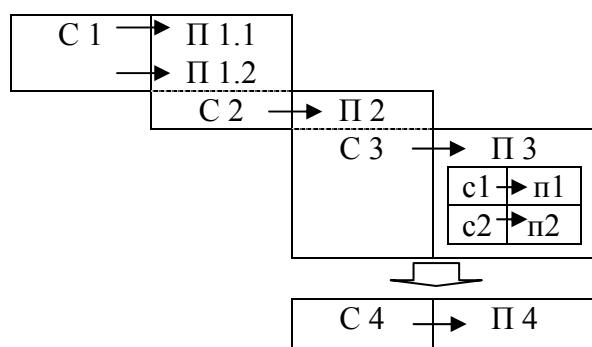 С 1 П 1.1
П 1.2
С 2 П 2
С 3 П 3
с1 п1
с2 п2
С 4 П 4